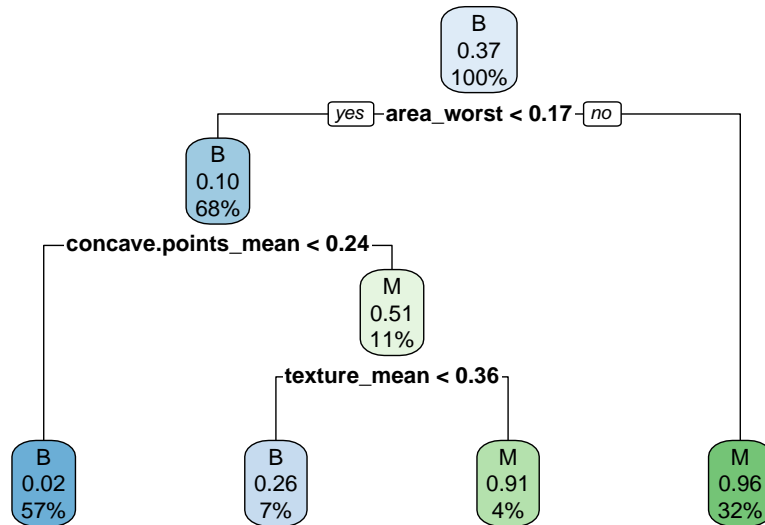 B
0.37
100%
yes area_worst < 0.17 no
B
0.10
68%
concave.points_mean < 0.24
M
0.51
11%
texture_mean < 0.36
B
0.02
57%
B
0.26
7%
M
0.91
4%
M
0.96
32%